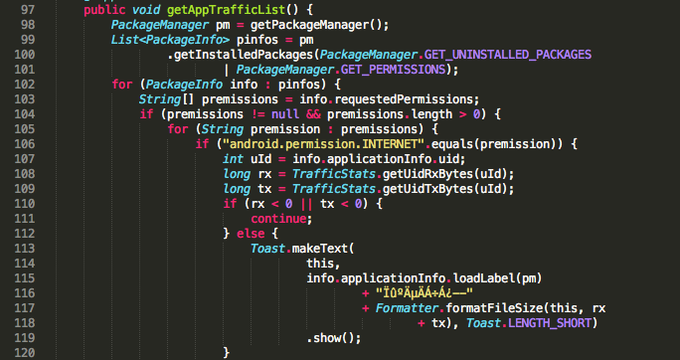 97 public void getAppTrafficList() {
98 PackageManager pm = getPackageManager();
99 List<PackageInfo> pinfos = pm
100 .getInstalledPackages(PackageManager.GET_UNINSTALLED_PACKAGES
101 | PackageManager.GET_PERMISSIONS);
102 for (PackageInfo info : pinfos) {
103 String[] premissions = info.requestedPermissions;
104 if (premissions != null && premissions.length > 0) {
105 for (String premission : premissions) {
106 if ("android.permission.INTERNET".equals(premission)) {
107 int uId = info.applicationInfo.uid;
108 long rx = TrafficStats.getUidRxBytes(uId);
109 long tx = TrafficStats.getUidTxBytes(uId);
110 if (rx < 0 || tx < 0) {
111 continue;
112 } else {
113 Toast.makeText(
114 this,
115 info.applicationInfo.loadLabel(pm)
116 + "ÏûºÄµÄÁ÷Á¿——"
117 + Formatter.formatFileSize(this, rx
118 + tx), Toast.LENGTH_SHORT)
119 .show();
120 }